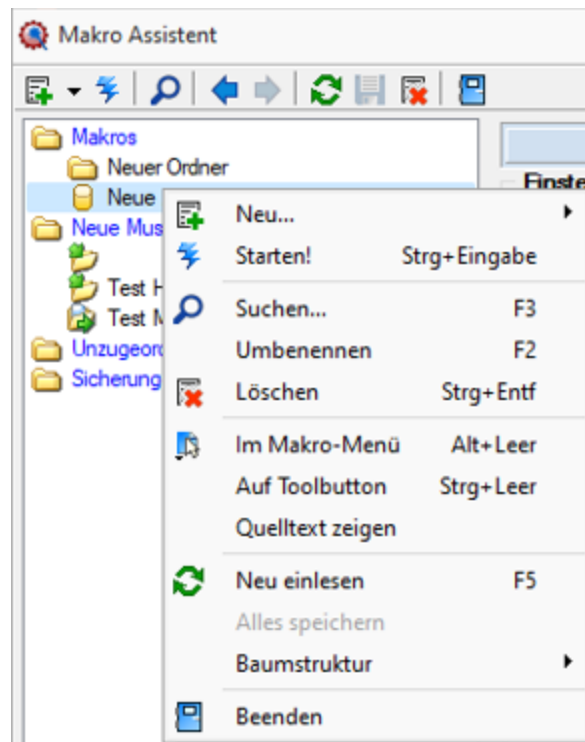 Makro Assistent
Makros
Neuer Ordner
Neue
Neue Mus
Test
Test
Unzugeord
Sicherung
Einste
Neu...
Starten! Strg+Eingabe
Suchen... F3
Umbenennen F2
Löschen Strg+Entf
Im Makro-Menü Alt+Leer
Auf Toolbutton Strg+Leer
Quelltext zeigen
Neu einlesen F5
Alles speichern
Baumstruktur
Beenden